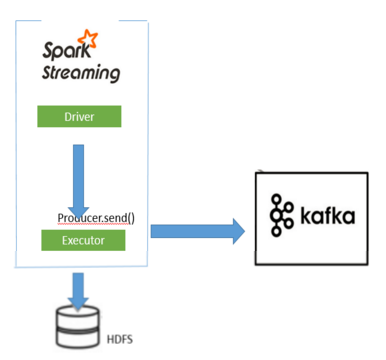 Spark
Streaming
Driver
Producer.send()
Executor
kafka
HDFS